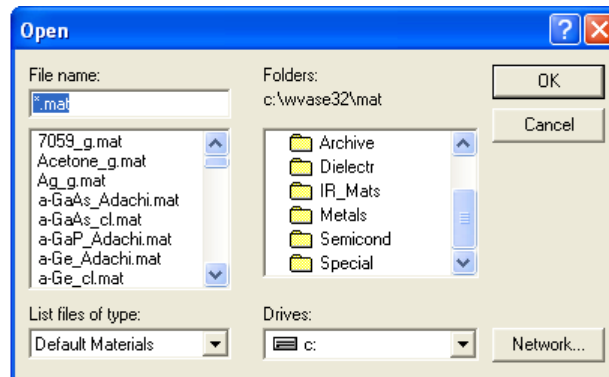 Open
File name:
*.mat
7059_g.mat
Acetone_g.mat
Ag_g.mat
a-GaAs_Adachi.mat
a-GaAs_cl.mat
a-GaP_Adachi.mat
a-Ge_Adachi.mat
a-Ge_cl.mat
List files of type:
Default Materials
Folders:
c:\wvase32\mat
Archive
Dielectr
IR_Mats
Metals
Semicond
Special
Drives:
c:
OK
Cancel
Network...